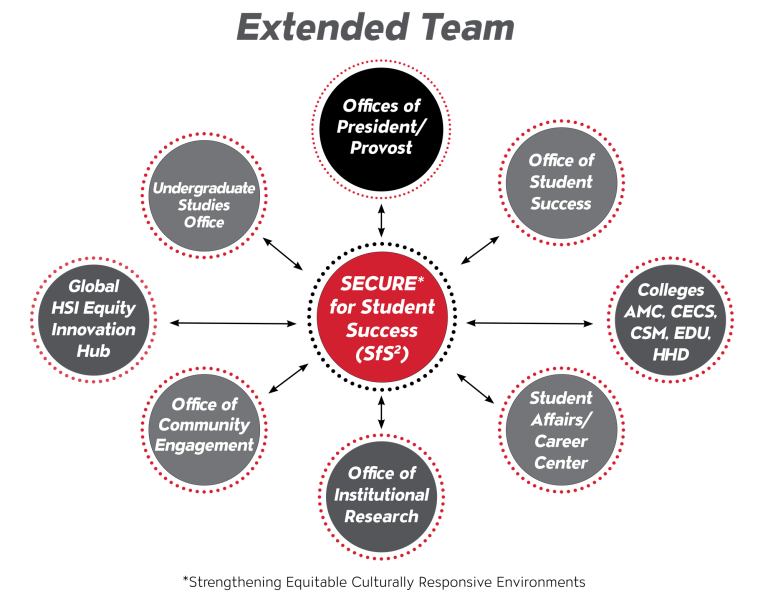 Extended Team
Offices of
President/
Provost
Office of
Student
Success
Undergraduate
Studies
Office
SECURE*
for Student
Success
(SfS²)
Global
HSI Equity
Innovation
Hub
Colleges
AMC, CECS,
CSM, EDU,
HHD
Office of
Community
Engagement
Student
Affairs/
Career
Center
Office of
Institutional
Research
*Strengthening Equitable Culturally Responsive Environments